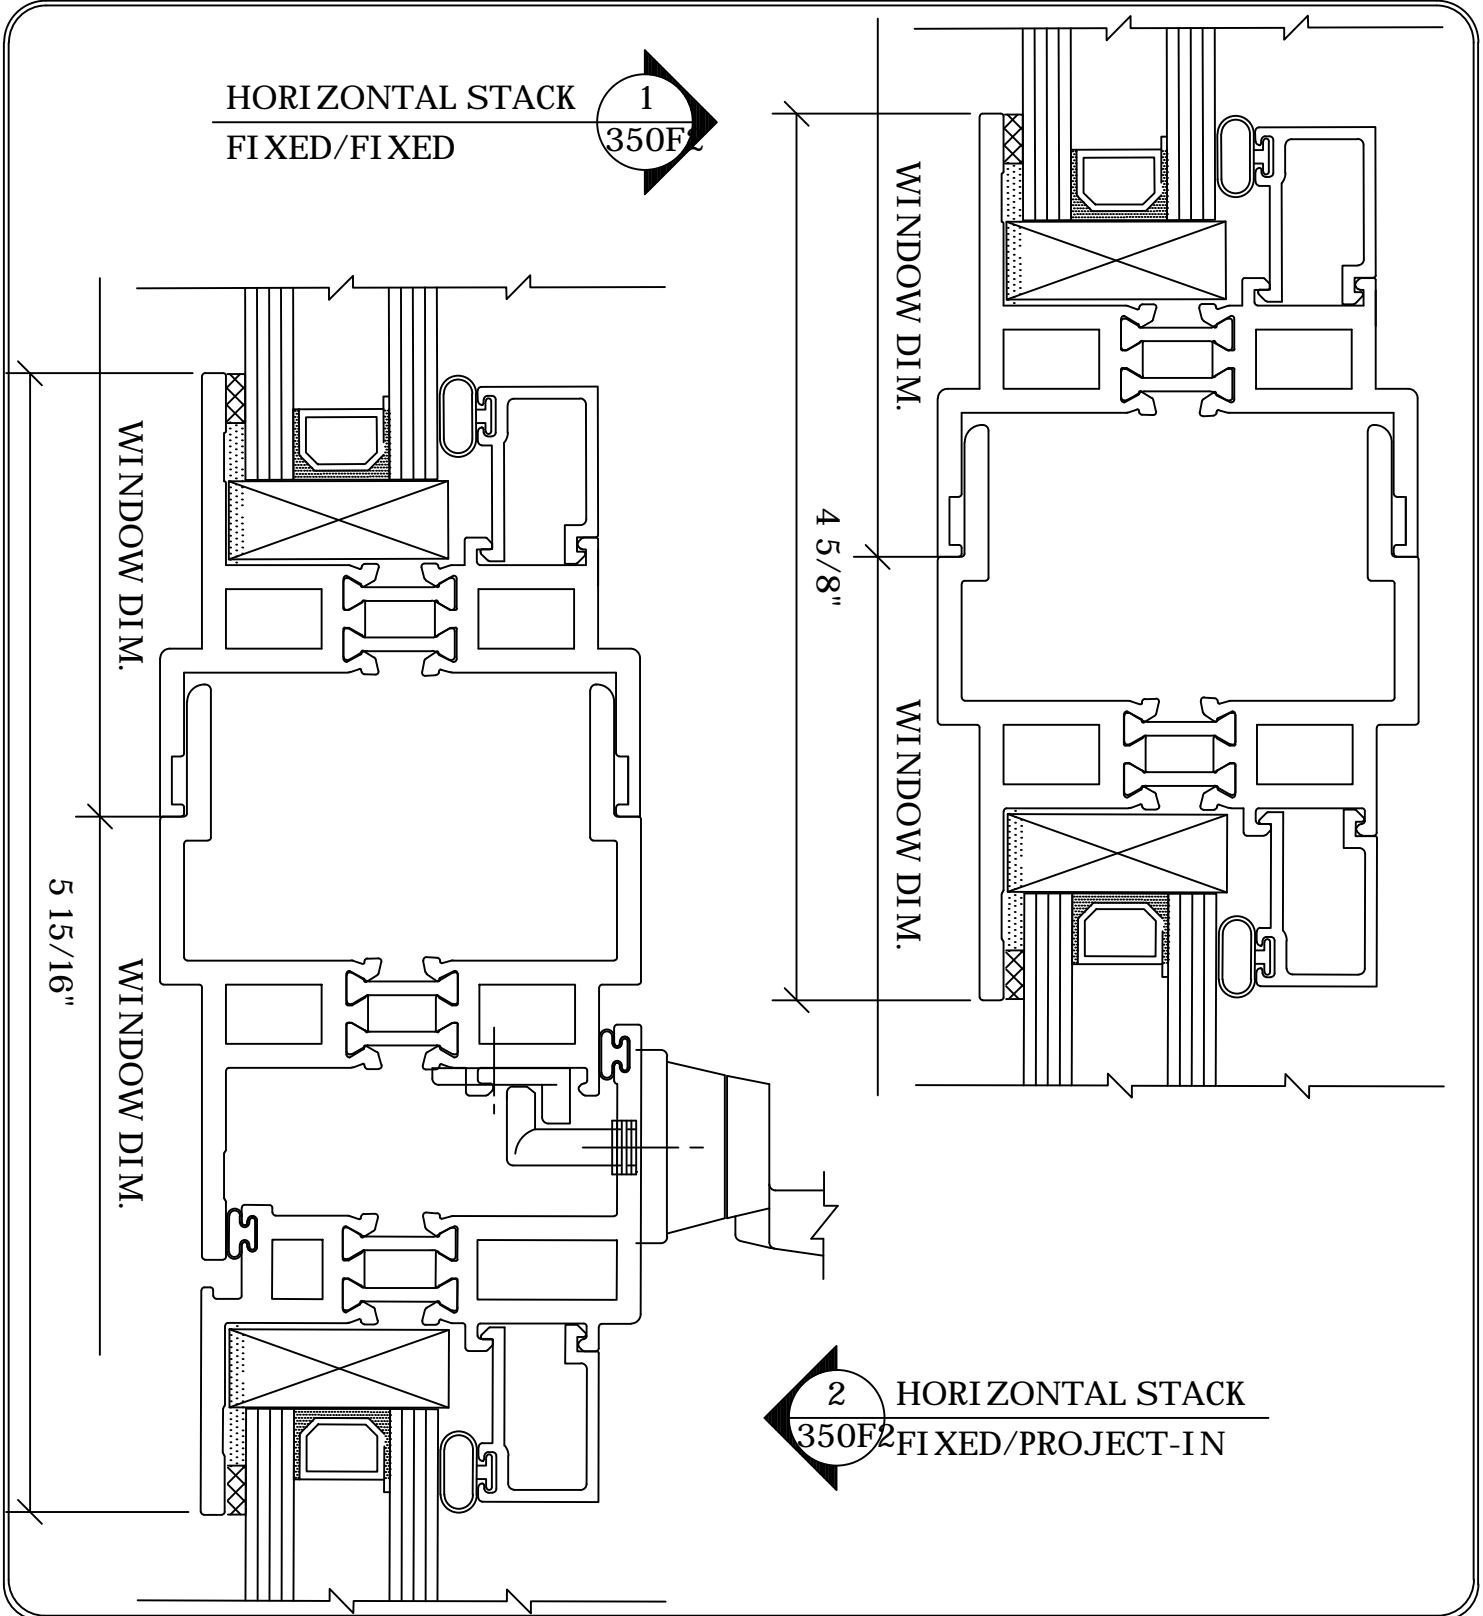 HORIZONTAL STACK
FIXED/FIXED
1
350F2
WINDOW DIM.
4 5/8"
WINDOW DIM.
WINDOW DIM.
5 15/16"
WINDOW DIM.
2
350F2
HORIZONTAL STACK
FIXED/PROJECT-IN